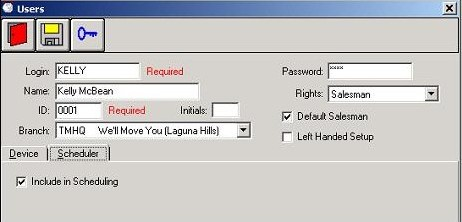 Users
Login: KELLY Required Password: ****
Name: Kelly McBean Rights: Salesman
ID: 0001 Required Initials: Default Salesman
Branch: TMHQ We'll Move You (Laguna Hills) Left Handed Setup
Device Scheduler
Include in Scheduling